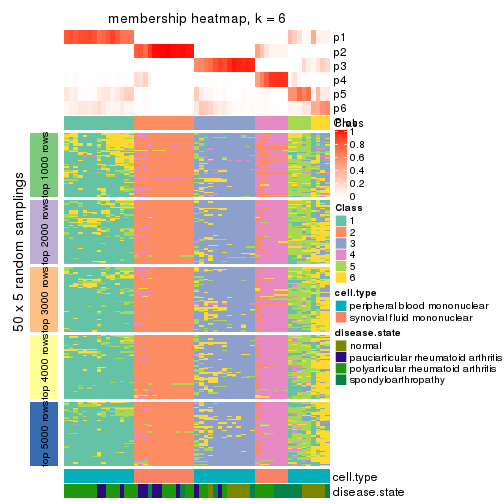 membership heatmap, k = 6
p1
p2
p3
p4
p5
p6
Class
1
0.8
0.6
0.4
0.2
0
Class
1
2
3
4
5
6
cell.type
peripheral blood mononuclear
synovial fluid mononuclear
disease.state
normal
pauciarticular rheumatoid arthritis
polyarticular rheumatoid arthritis
spondyloarthropathy
50 x 5 random samplings
top 1000 rows
top 2000 rows
top 3000 rows
top 4000 rows
top 5000 rows
cell.type
disease.state